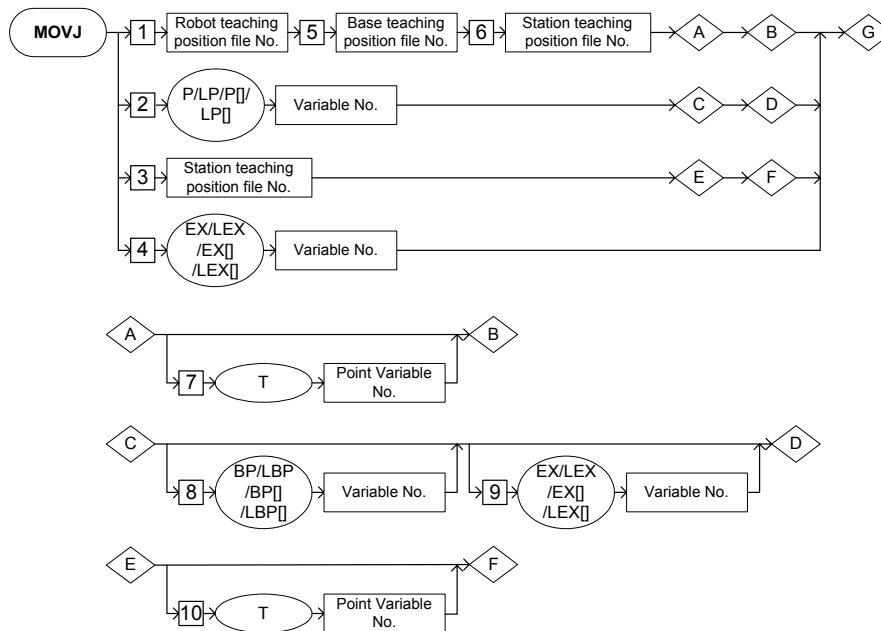 MOVJ
1
Robot teaching
position file No.
5
Base teaching
position file No.
6
Station teaching
position file No.
A
B
G
2
P/LP/P[]/
LP[]
Variable No.
C
D
3
Station teaching
position file No.
E
F
4
EX/LEX
/EX[]
/LEX[]
Variable No.
A
B
7
T
Point Variable
No.
C
D
8
BP/LBP
/BP[]
/LBP[]
Variable No.
9
EX/LEX
/EX[]
/LEX[]
Variable No.
E
F
10
T
Point Variable
No.